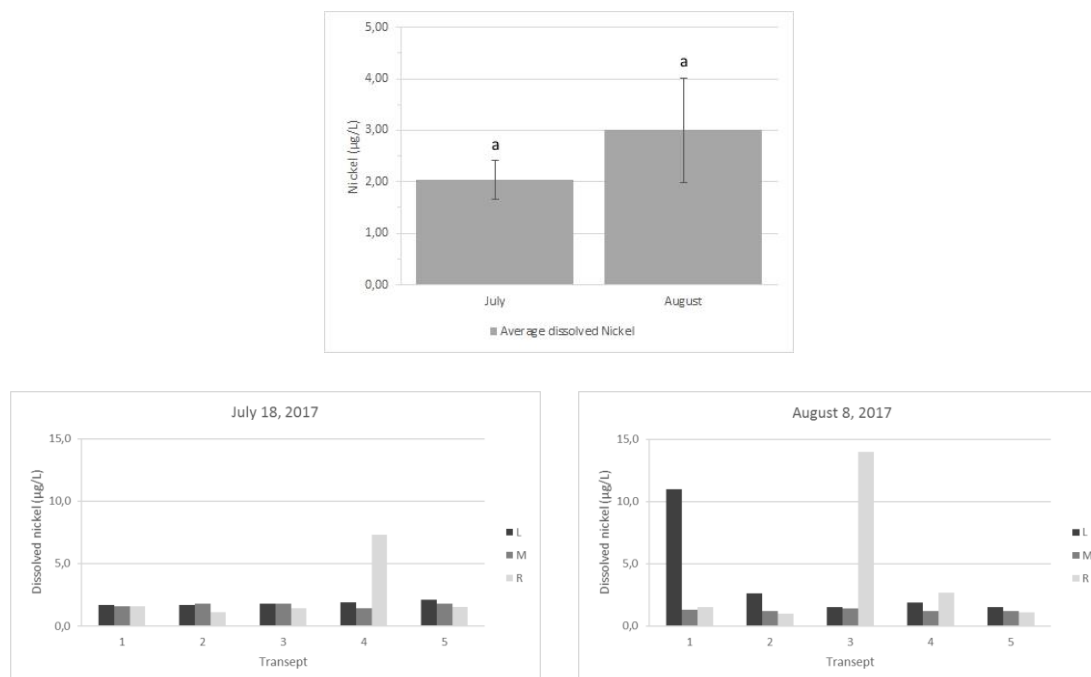 5,00
4,00
3,00
2,00
1,00
0,00
Nickel (µg/L)
a
a
July
August
Average dissolved Nickel
July 18, 2017
15,0
10,0
5,0
0,0
Dissolved nickel (µg/L)
1 2 3 4 5
Transept
L
M
R
August 8, 2017
15,0
10,0
5,0
0,0
Dissolved nickel (µg/L)
1 2 3 4 5
Transept
L
M
R